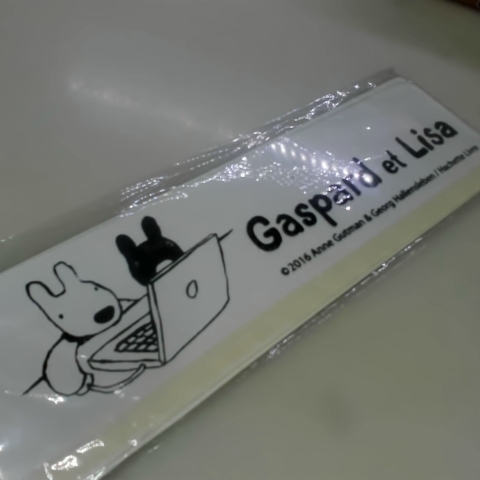 Gaspard et Lisa
©2016 Anne Gutman & Georg Hallensleben / Hachette Livre